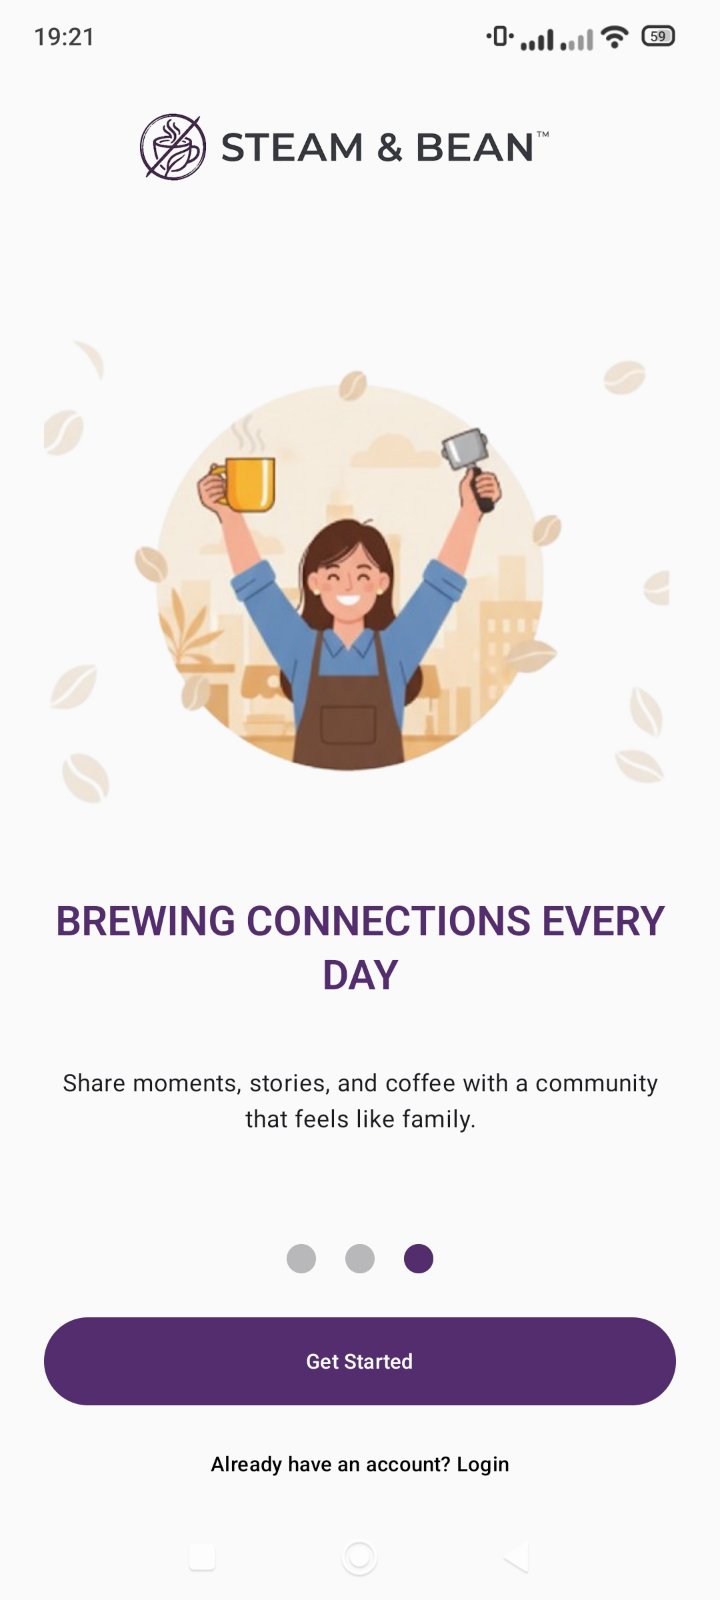 19:21
59
STEAM & BEAN™
BREWING CONNECTIONS EVERY
DAY
Share moments, stories, and coffee with a community
that feels like family.
Get Started
Already have an account? Login